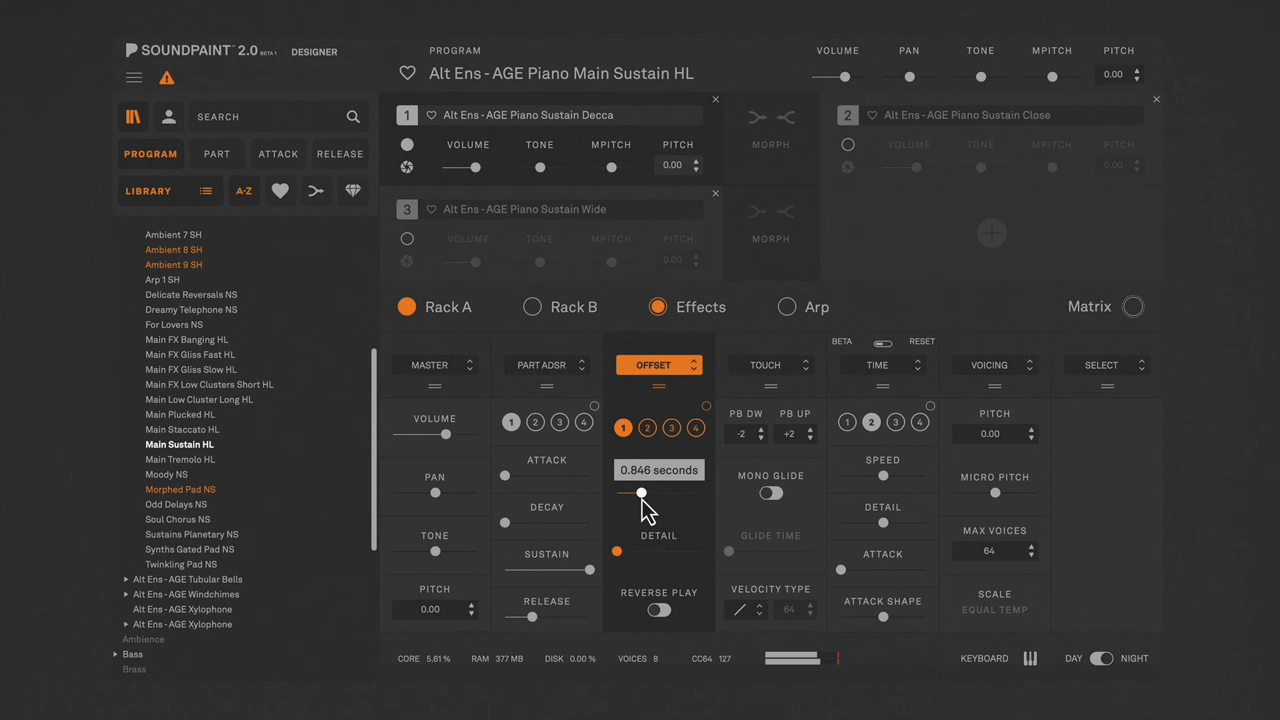 SOUNDPAINT™ 2.0 BETA 1 DESIGNER
PROGRAM
Alt Ens - AGE Piano Main Sustain HL
VOLUME PAN TONE MPITCH PITCH
0.00
SEARCH
PROGRAM PART ATTACK RELEASE
LIBRARY A-Z
Ambient 7 SH
Ambient 8 SH
Ambient 9 SH
Arp 1 SH
Delicate Reversals NS
Dreamy Telephone NS
For Lovers NS
Main FX Banging HL
Main FX Gliss Fast HL
Main FX Gliss Slow HL
Main FX Low Clusters Short HL
Main Low Cluster Long HL
Main Plucked HL
Main Staccato HL
Main Sustain HL
Main Tremolo HL
Moody NS
Morphed Pad NS
Odd Delays NS
Soul Chorus NS
Sustains Planetary NS
Synths Gated Pad NS
Twinkling Pad NS
Alt Ens - AGE Tubular Bells
Alt Ens - AGE Windchimes
Alt Ens - AGE Xylophone
Alt Ens - AGE Xylophone
Ambience
Bass
Brass
1 Alt Ens - AGE Piano Sustain Decca
VOLUME TONE MPITCH PITCH
0.00
MORPH
2 Alt Ens - AGE Piano Sustain Close
VOLUME TONE MPITCH PITCH
0.00
3 Alt Ens - AGE Piano Sustain Wide
VOLUME TONE MPITCH PITCH
0.00
MORPH
Rack A Rack B Effects Arp Matrix
MASTER
VOLUME
PAN
TONE
PITCH
0.00
PART ADSR
1 2 3 4
ATTACK
DECAY
SUSTAIN
RELEASE
OFFSET
1 2 3 4
0.846 seconds
DETAIL
REVERSE PLAY
TOUCH
PB DW PB UP
-2 +2
MONO GLIDE
GLIDE TIME
VELOCITY TYPE
64
BETA RESET
TIME
1 2 3 4
SPEED
DETAIL
ATTACK
ATTACK SHAPE
VOICING
PITCH
0.00
MICRO PITCH
MAX VOICES
64
SCALE
EQUAL TEMP
SELECT
CORE 5.61 % RAM 377 MB DISK 0.00 % VOICES 8 CC64 127
KEYBOARD DAY NIGHT